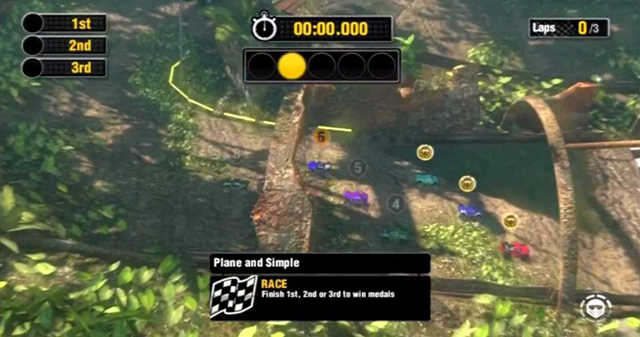 1st
2nd
3rd
00:00.000
Laps 0/3
6
5
4
Plane and Simple
RACE
Finish 1st, 2nd or 3rd to win medals